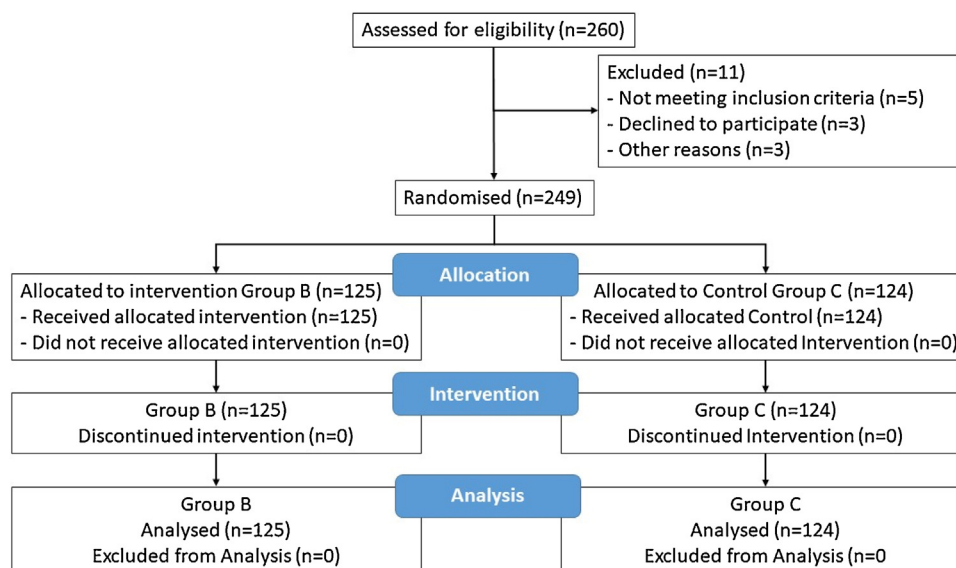 Assessed for eligibility (n=260)
Excluded (n=11)
- Not meeting inclusion criteria (n=5)
- Declined to participate (n=3)
- Other reasons (n=3)
Randomised (n=249)
Allocation
Allocated to intervention Group B (n=125)
- Received allocated intervention (n=125)
- Did not receive allocated intervention (n=0)
Allocated to Control Group C (n=124)
- Received allocated Control (n=124)
- Did not receive allocated Intervention (n=0)
Intervention
Group B (n=125)
Discontinued intervention (n=0)
Group C (n=124)
Discontinued Intervention (n=0)
Analysis
Group B
Analysed (n=125)
Excluded from Analysis (n=0)
Group C
Analysed (n=124)
Excluded from Analysis (n=0